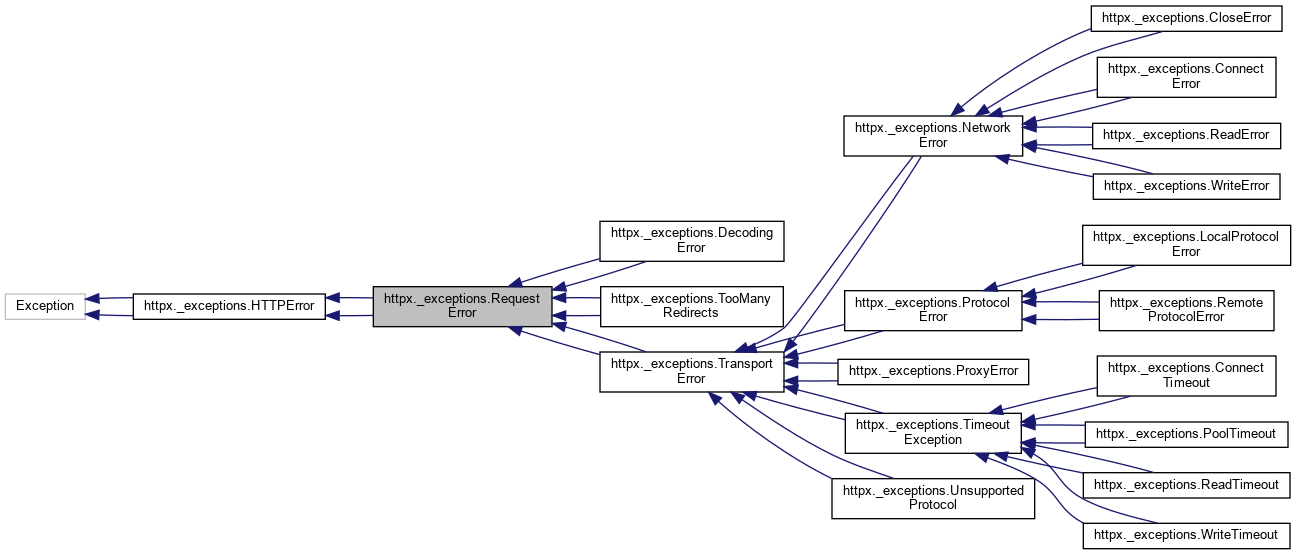 Exception
httpx._exceptions.HTTPError
httpx._exceptions.Request
Error
httpx._exceptions.Decoding
Error
httpx._exceptions.TooMany
Redirects
httpx._exceptions.Transport
Error
httpx._exceptions.Network
Error
httpx._exceptions.Protocol
Error
httpx._exceptions.ProxyError
httpx._exceptions.Timeout
Exception
httpx._exceptions.Unsupported
Protocol
httpx._exceptions.CloseError
httpx._exceptions.Connect
Error
httpx._exceptions.ReadError
httpx._exceptions.WriteError
httpx._exceptions.LocalProtocol
Error
httpx._exceptions.Remote
ProtocolError
httpx._exceptions.Connect
Timeout
httpx._exceptions.PoolTimeout
httpx._exceptions.ReadTimeout
httpx._exceptions.WriteTimeout